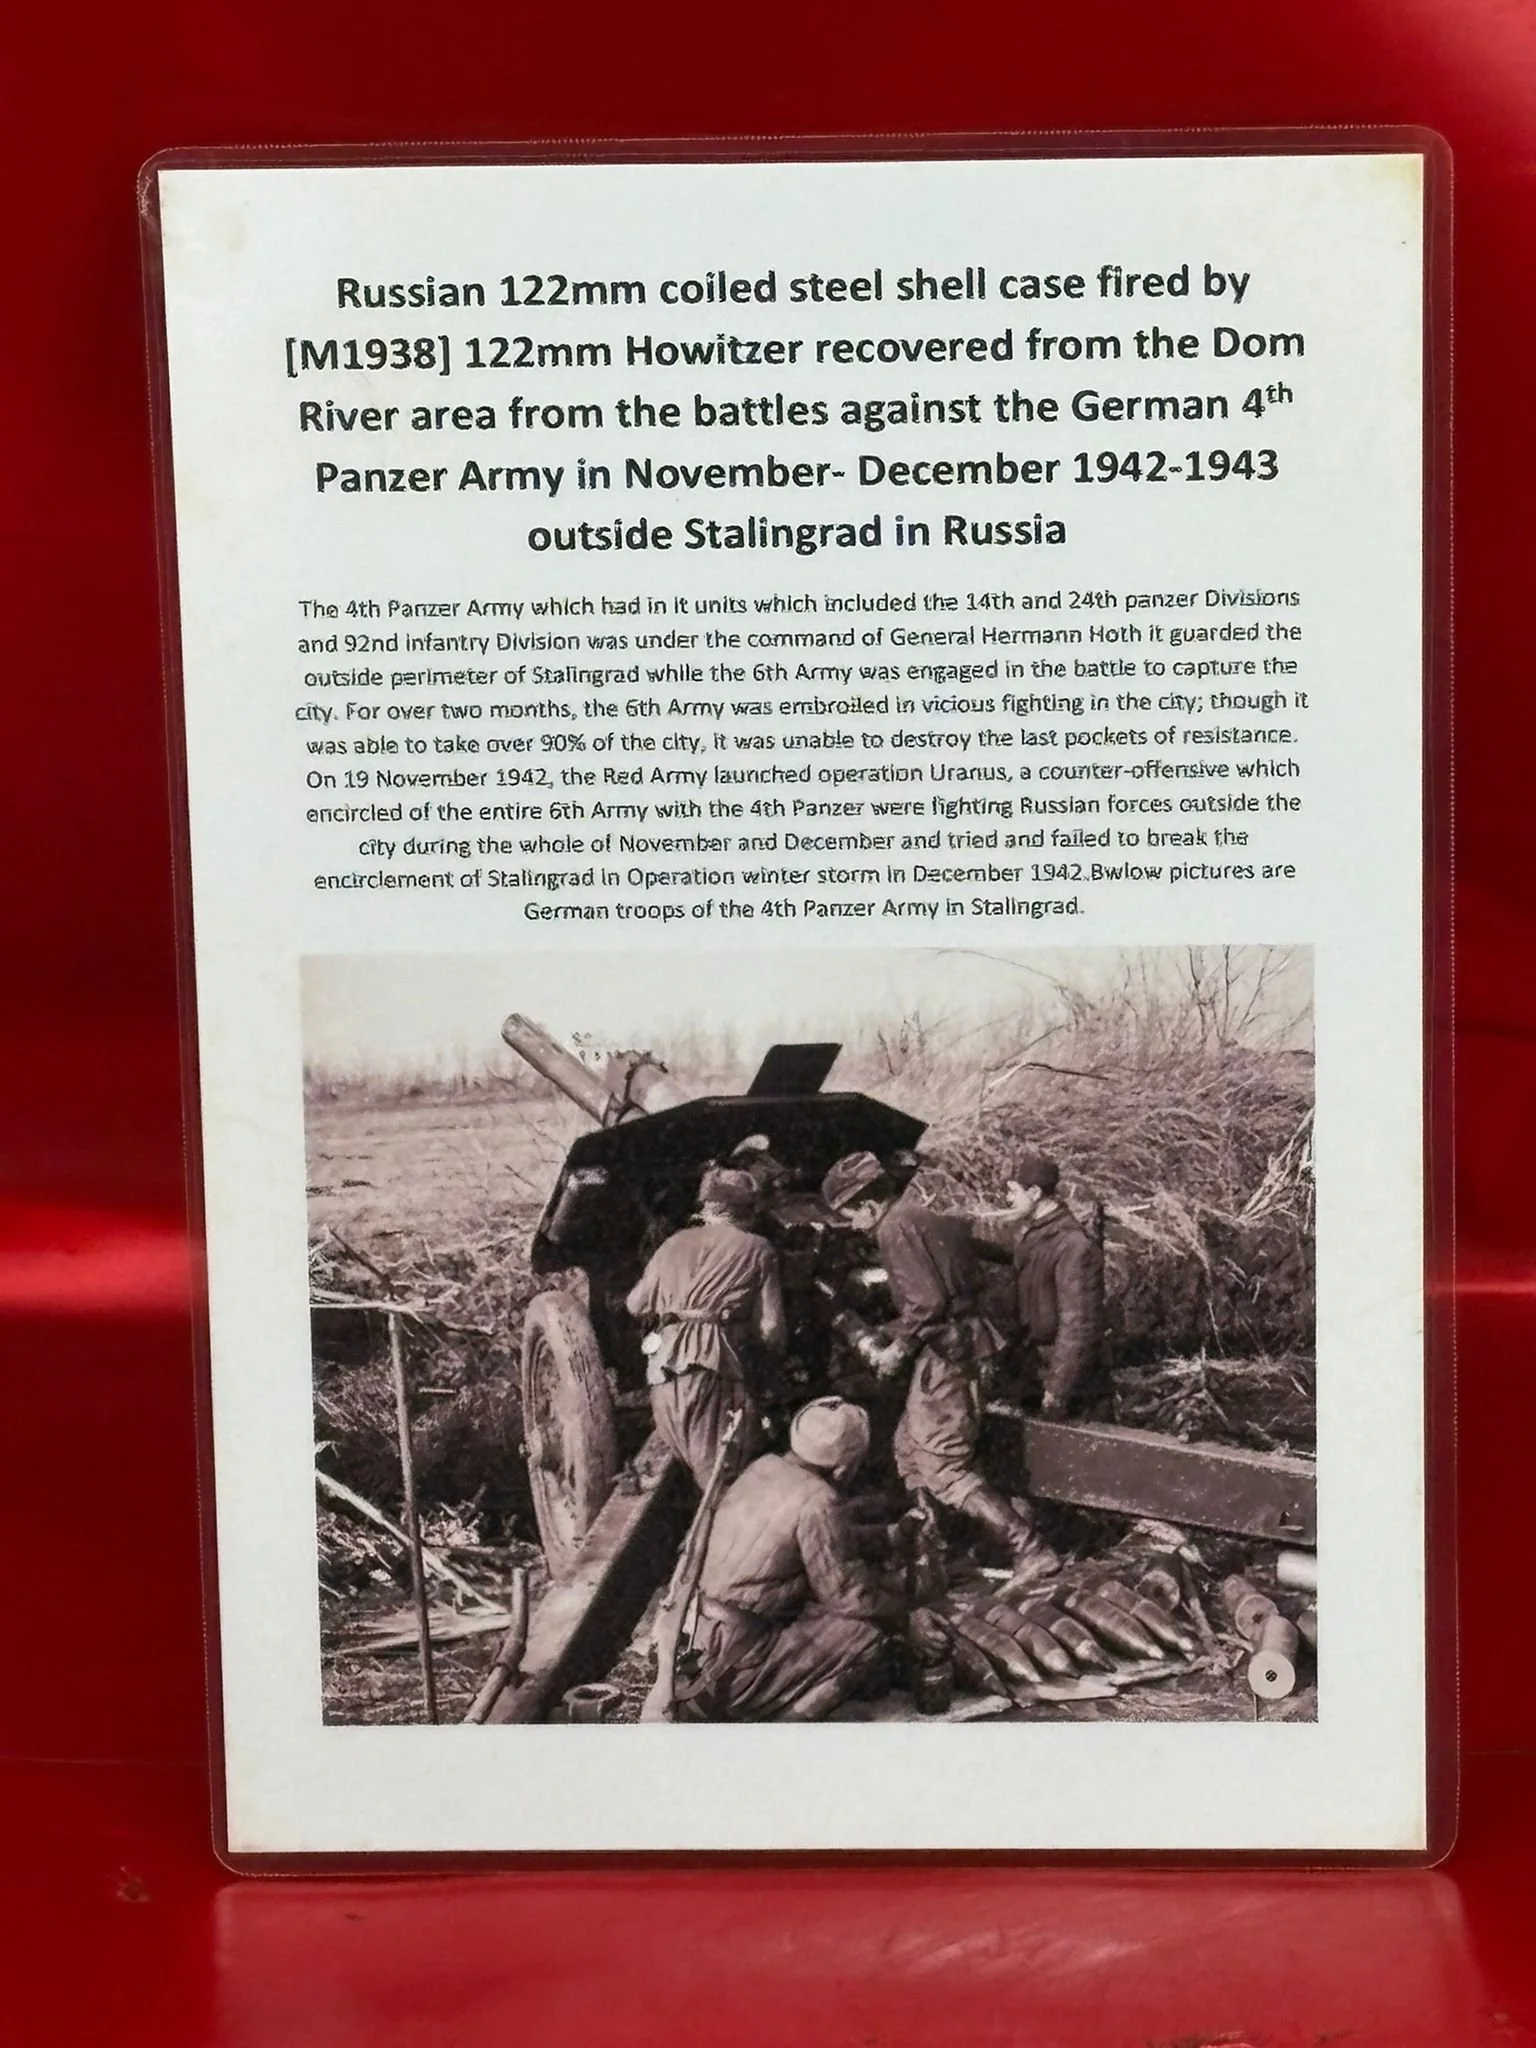 Russian 122mm coiled steel shell case fired by
[M1938] 122mm Howitzer recovered from the Dom
River area from the battles against the German 4th
Panzer Army in November- December 1942-1943
outside Stalingrad in Russia
The 4th Panzer Army which had in it units which included the 14th and 24th panzer Divisions
and 92nd infantry Division was under the command of General Hermann Hoth it guarded the
outside perimeter of Stalingrad while the 6th Army was engaged in the battle to capture the
city. For over two months, the 6th Army was embroiled in vicious fighting in the city; though it
was able to take over 90% of the city, it was unable to destroy the last pockets of resistance.
On 19 November 1942, the Red Army launched operation Uranus, a counter-offensive which
encircled of the entire 6th Army with the 4th Panzer were fighting Russian forces outside the
city during the whole of November and December and tried and failed to break the
encirclement of Stalingrad in Operation winter storm in December 1942.Bwlow pictures are
German troops of the 4th Panzer Army in Stalingrad.